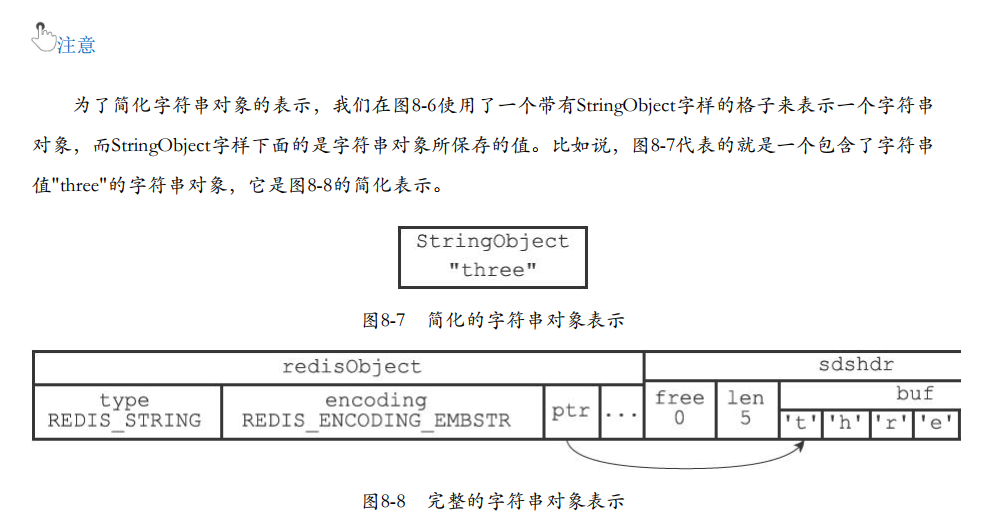 注意
为了简化字符串对象的表示，我们在图8-6使用了一个带有StringObject字样的格子来表示一个字符串
对象，而StringObject字样下面的是字符串对象所保存的值。比如说，图8-7代表的就是一个包含了字符串
值"three"的字符串对象，它是图8-8的简化表示。
StringObject
"three"
图8-7 简化的字符串对象表示
redisObject sdshdr
type encoding ptr ... free len buf
REDIS_STRING REDIS_ENCODING_EMBSTR 0 5 't' 'h' 'r' 'e'
图8-8 完整的字符串对象表示